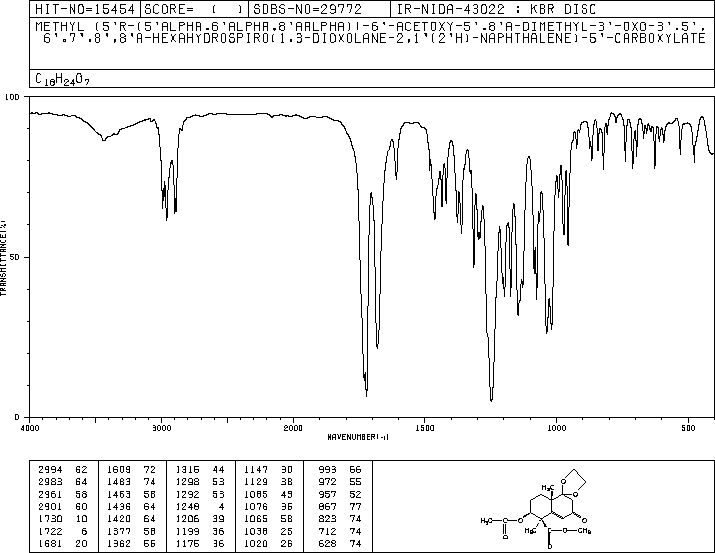 HIT-NO=15454 SCORE= ( ) SDBS-NO=29772 IR-NIDA-43022 : KBR DISC
METHYL (5'R-(5'ALPHA,6'ALPHA,8'AALPHA))-6'-ACETOXY-5',8'A-DIMETHYL-3'-OXO-3',5',
6',7',8',8'A-HEXAHYDROSPIRO(1,3-DIOXOLANE-2,1'(2'H)-NAPHTHALENE)-5'-CARBOXYLATE
C18H24O7
100
50
0
TRANSMITTANCE(%)
4000 3000 2000 1500 1000 500
WAVENUMBER(-1)
2994 62 1609 72 1316 44 1147 30 993 66
2983 64 1483 74 1298 53 1129 38 972 55
2961 58 1463 58 1292 53 1085 43 957 52
2901 60 1436 64 1248 4 1076 36 867 77
1730 10 1420 64 1206 39 1065 58 823 74
1722 6 1377 58 1199 36 1038 25 712 74
1681 20 1362 55 1175 36 1020 26 628 74
H3C
O
O
H3C
O
O
O
H3C
O
O
CH3